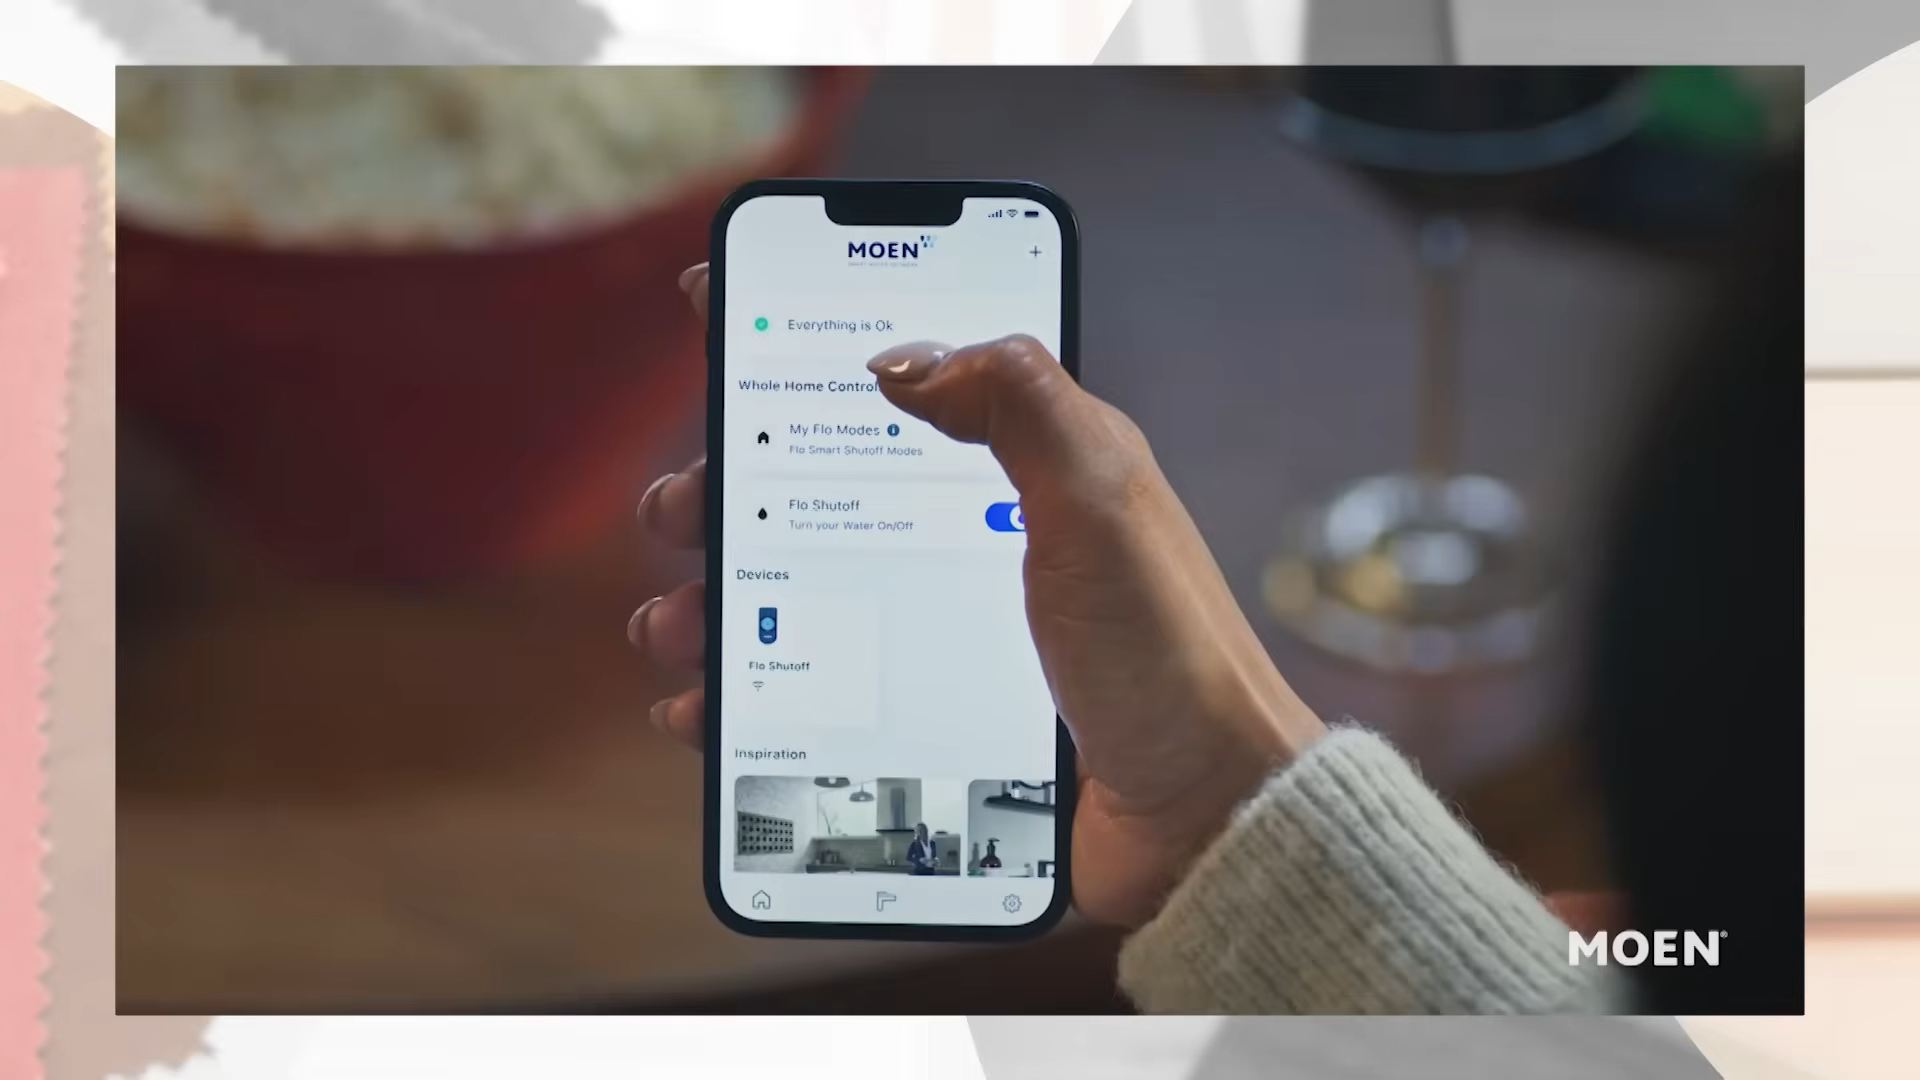 MOEN
Everything is Ok
Whole Home Control
My Flo Modes
Flo Smart Shutoff Modes
Flo Shutoff
Turn your Water On/Off
Devices
Flo Shutoff
Inspiration
MOEN®